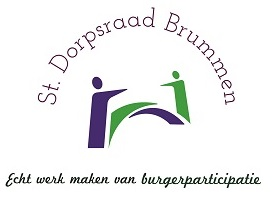 St. Dorpsraad Brummen
Echt werk maken van burgerparticipatie